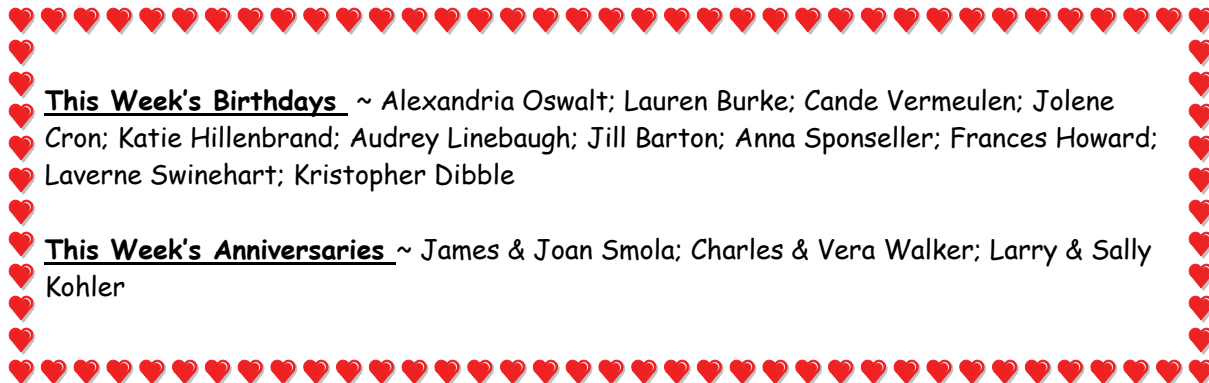 This Week's Birthdays ~ Alexandria Oswalt; Lauren Burke; Cande Vermeulen; Jolene
Cron; Katie Hillenbrand; Audrey Linebaugh; Jill Barton; Anna Sponseller; Frances Howard;
Laverne Swinehart; Kristopher Dibble
This Week's Anniversaries ~ James & Joan Smola; Charles & Vera Walker; Larry & Sally
Kohler